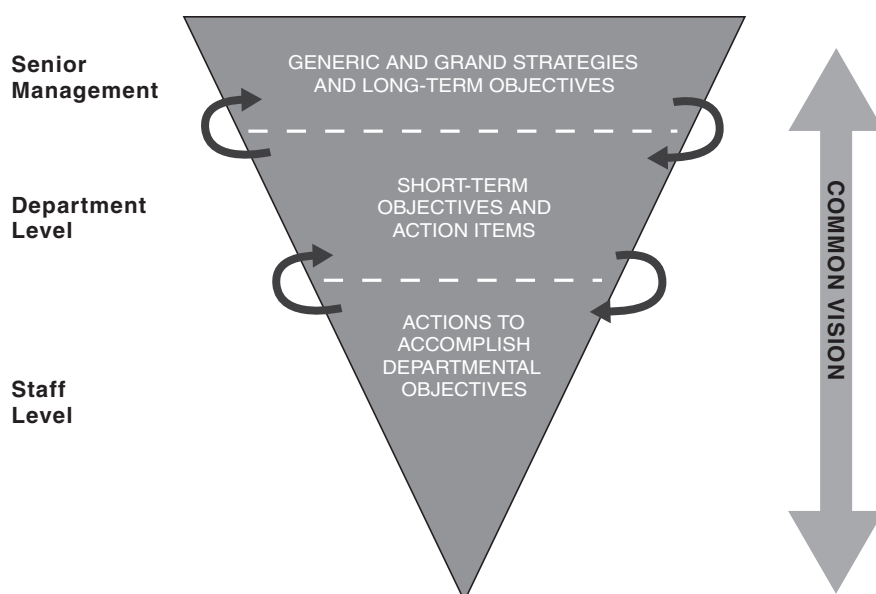 Senior
Management
GENERIC AND GRAND STRATEGIES
AND LONG-TERM OBJECTIVES
Department
Level
SHORT-TERM
OBJECTIVES AND
ACTION ITEMS
Staff
Level
ACTIONS TO
ACCOMPLISH
DEPARTMENTAL
OBJECTIVES
COMMON VISION